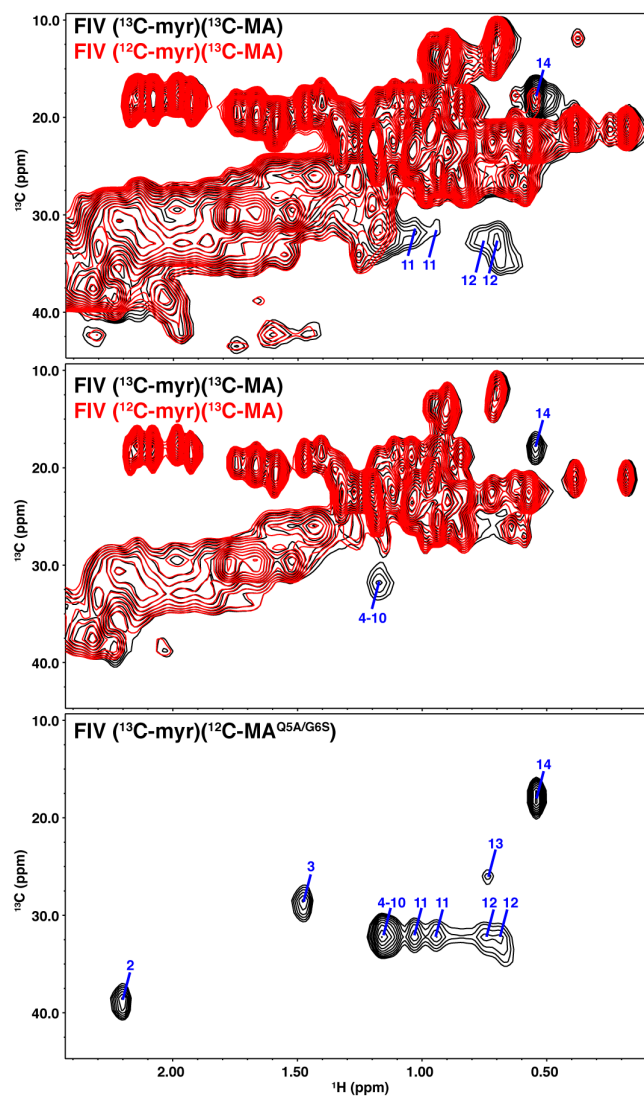 FIV (¹³C-myr)(¹³C-MA)
FIV (¹²C-myr)(¹³C-MA)
10.0
20.0
30.0
40.0
¹³C (ppm)
14
11 11
12 12
FIV (¹³C-myr)(¹³C-MA)
FIV (¹²C-myr)(¹³C-MA)
10.0
20.0
30.0
40.0
¹³C (ppm)
14
4-10
FIV (¹³C-myr)(¹²C-MA^Q5A/G6S)
10.0
20.0
30.0
40.0
¹³C (ppm)
14
13
3
4-10 11 11 12 12
2
2.00 1.50 1.00 0.50
¹H (ppm)